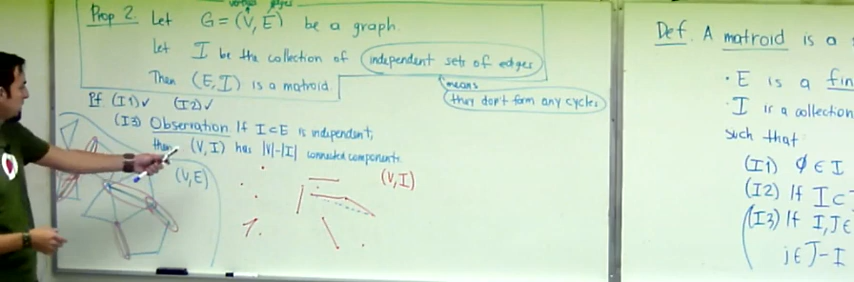 vertices edges
Prop 2. Let G = (V, E) be a graph.
Let I be the collection of independent sets of edges
Then (E, I) is a matroid.
means
they don't form any cycles
Pf (I1)✓ (I2)✓
(I3) Observation If I⊂E is independent,
then (V, I) has |V|-|I| connected components.
(V, E)
(V, I)
Def. A matroid is a
· E is a fin
· I is a collection
such that:
(I1) ∅ ∈ I
(I2) If I ⊂ J
(I3) If I, J ∈
j ∈ J - I